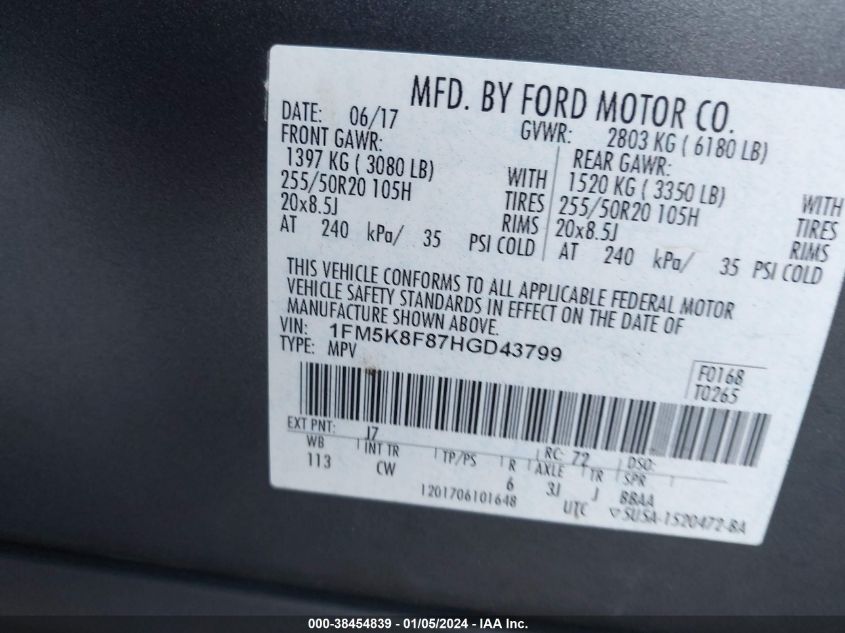 MFD. BY FORD MOTOR CO.
DATE: 06/17 GVWR: 2803 KG ( 6180 LB)
FRONT GAWR: REAR GAWR:
1397 KG ( 3080 LB) WITH 1520 KG ( 3350 LB) WITH
255/50R20 105H TIRES 255/50R20 105H TIRES
20x8.5J RIMS 20x8.5J RIMS
AT 240 kPa/ 35 PSI COLD AT 240 kPa/ 35 PSI COLD
THIS VEHICLE CONFORMS TO ALL APPLICABLE FEDERAL MOTOR
VEHICLE SAFETY STANDARDS IN EFFECT ON THE DATE OF
MANUFACTURE SHOWN ABOVE.
VIN: 1FM5K8F87HGD43799
TYPE: MPV
F0168
T0265
EXT PNT: J7 RC: 72 DSO:
WB INT TR TP/PS R AXLE TR SPR
113 CW 6 3J J BBAA
1201706101648 UTC ▽SUSA-1520472-BA
000-38454839 - 01/05/2024 - IAA Inc.